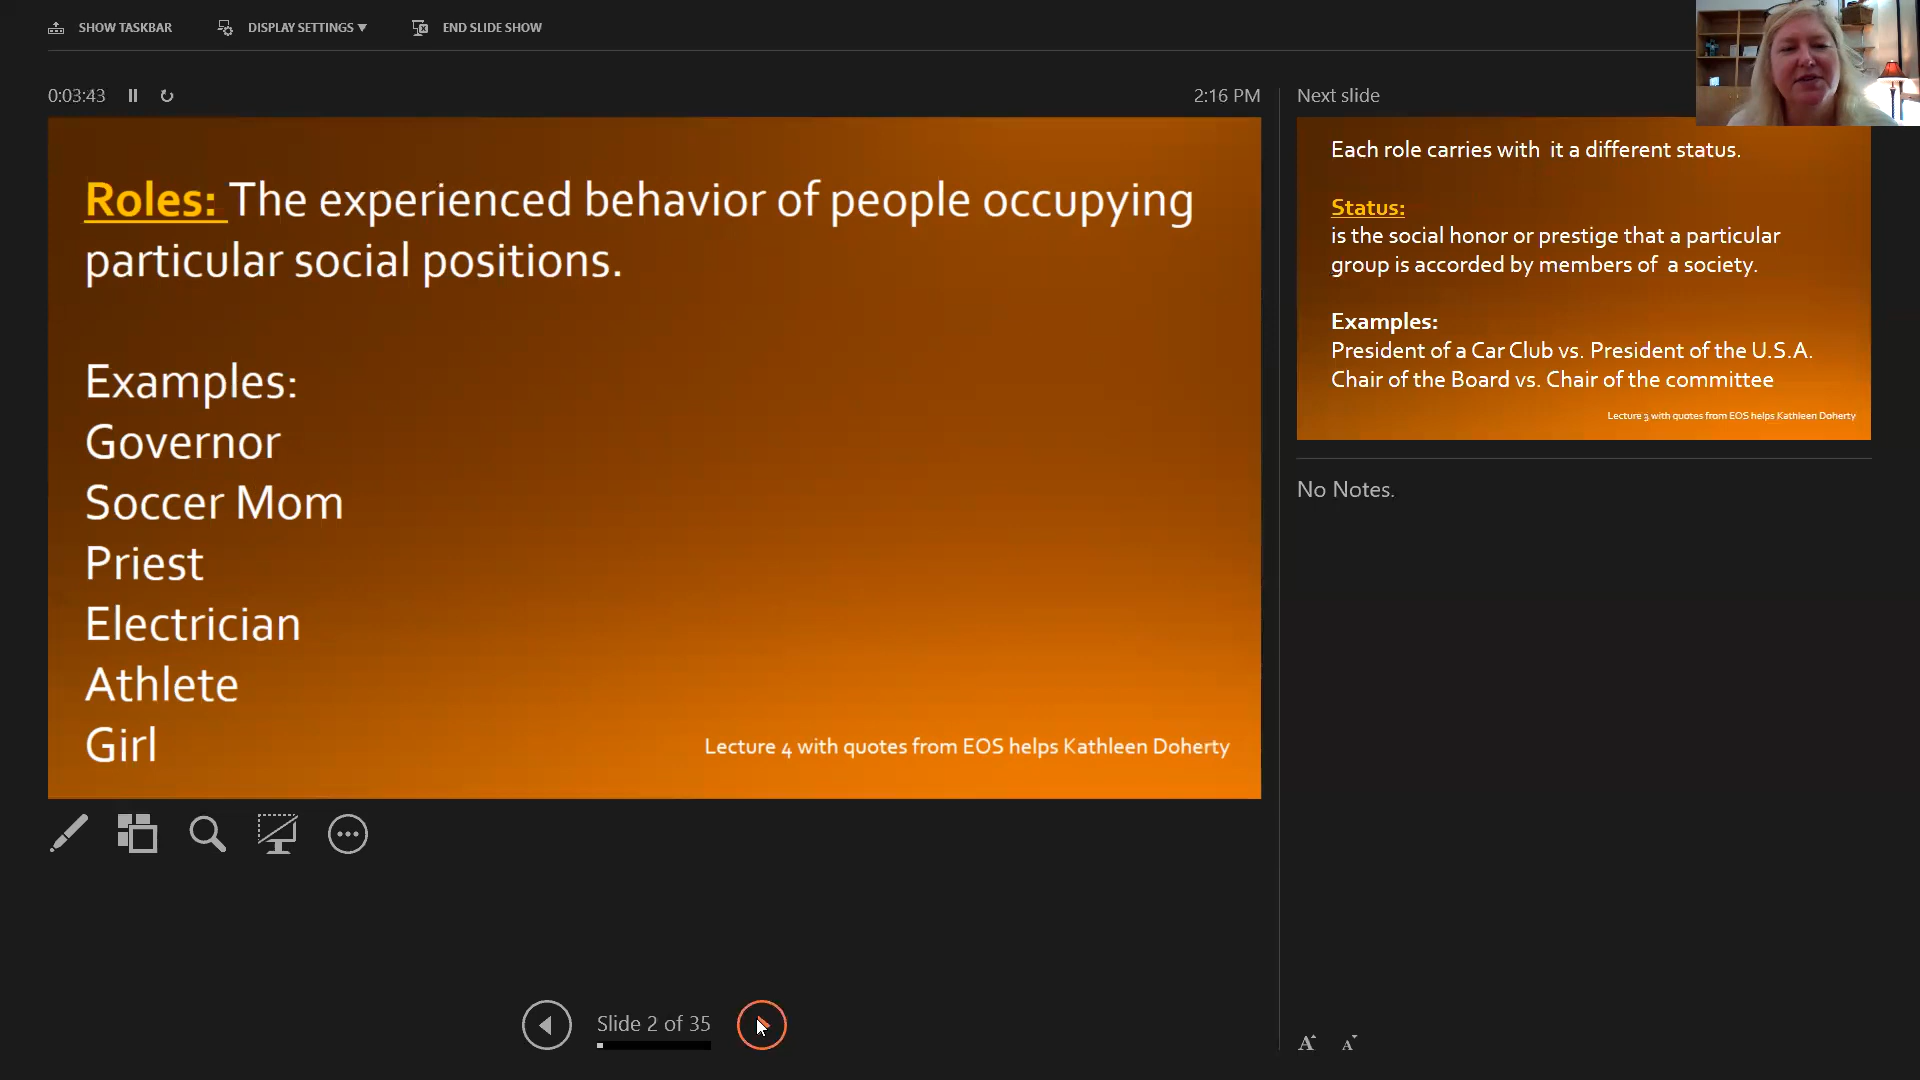 SHOW TASKBAR DISPLAY SETTINGS ▼ END SLIDE SHOW
0:03:43 2:16 PM
Roles: The experienced behavior of people occupying
particular social positions.
Examples:
Governor
Soccer Mom
Priest
Electrician
Athlete
Girl
Lecture 4 with quotes from EOS helps Kathleen Doherty
Slide 2 of 35
Next slide
Each role carries with it a different status.
Status:
is the social honor or prestige that a particular
group is accorded by members of a society.
Examples:
President of a Car Club vs. President of the U.S.A.
Chair of the Board vs. Chair of the committee
Lecture 3 with quotes from EOS helps Kathleen Doherty
No Notes.
A A